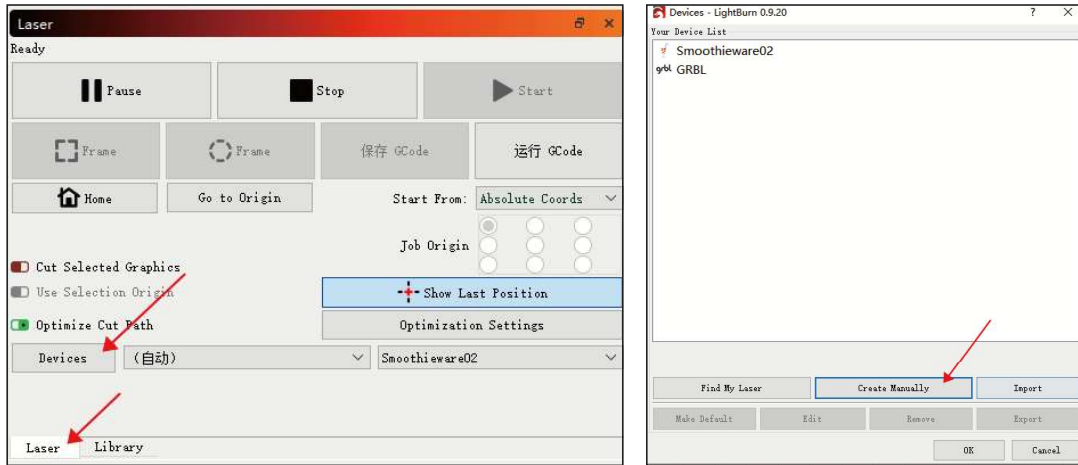 Laser
Ready
Pause
Stop
Start
Frame
Frame
保存 GCode
运行 GCode
Home
Go to Origin
Start From:
Absolute Coords
Job Origin
Cut Selected Graphics
Use Selection Origin
Show Last Position
Optimize Cut Path
Optimization Settings
Devices
(自动)
Smoothieware02
Laser
Library
Devices - LightBurn 0.9.20
Your Device List
Smoothieware02
grbl GRBL
Find My Laser
Create Manually
Import
Make Default
Edit
Remove
Export
OK
Cancel